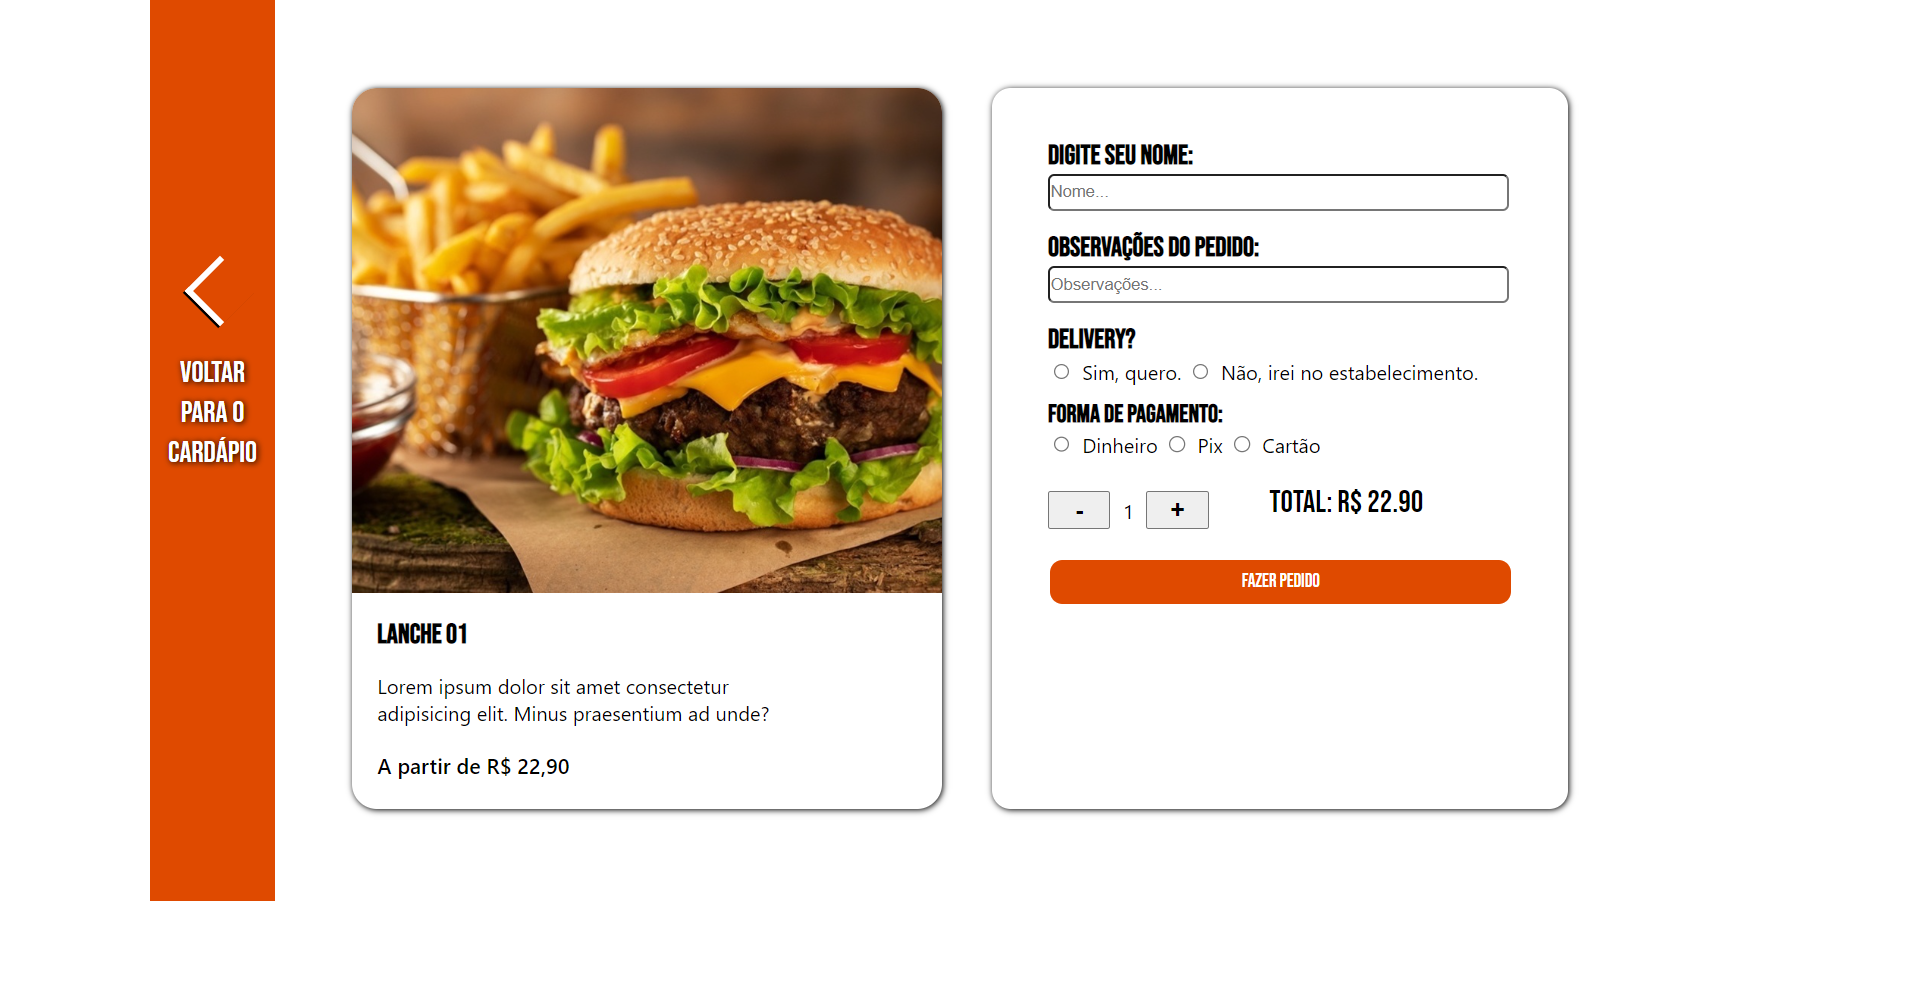 VOLTAR
PARA O
CARDÁPIO
LANCHE 01
Lorem ipsum dolor sit amet consectetur
adipisicing elit. Minus praesentium ad unde?
A partir de R$ 22,90
DIGITE SEU NOME:
Nome...
OBSERVAÇÕES DO PEDIDO:
Observações...
DELIVERY?
Sim, quero. Não, irei no estabelecimento.
FORMA DE PAGAMENTO:
Dinheiro Pix Cartão
- 1 + TOTAL: R$ 22.90
FAZER PEDIDO